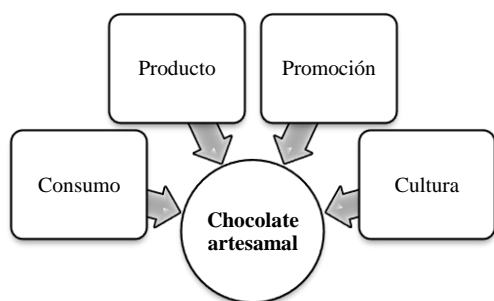 Producto
Promoción
Consumo
Cultura
Chocolate
artesamal